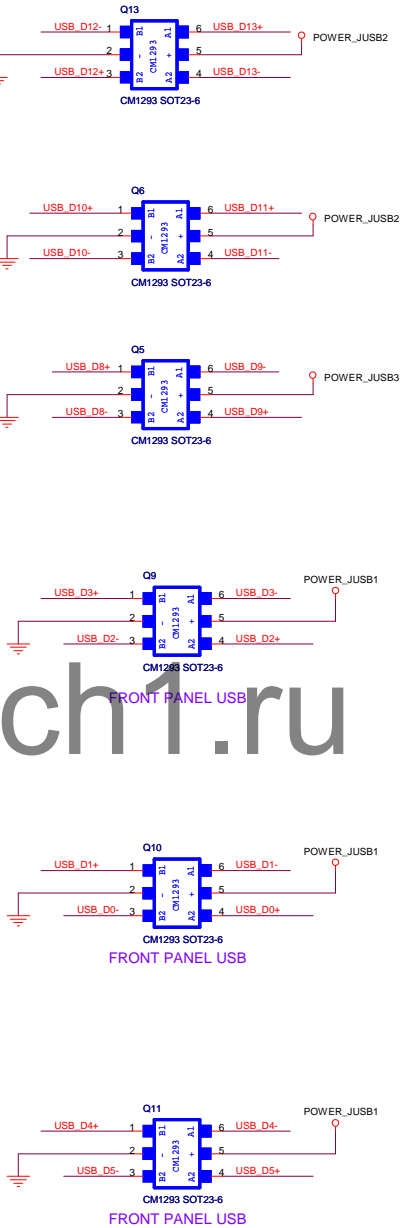 Q13
USB_D12- 1 B1 A1 6 USB_D13+
2 - CM1293 + 5 POWER_JUSB2
USB_D12+ 3 B2 A2 4 USB_D13-
CM1293 SOT23-6
Q6
USB_D10+ 1 B1 A1 6 USB_D11+
2 - CM1293 + 5 POWER_JUSB2
USB_D10- 3 B2 A2 4 USB_D11-
CM1293 SOT23-6
Q5
USB_D8+ 1 B1 A1 6 USB_D9-
2 - CM1293 + 5 POWER_JUSB3
USB_D8- 3 B2 A2 4 USB_D9+
CM1293 SOT23-6
Q9
POWER_JUSB1
USB_D3+ 1 B1 A1 6 USB_D3-
2 - CM1293 + 5
USB_D2- 3 B2 A2 4 USB_D2+
CM1293 SOT23-6
FRONT PANEL USB
ch1.ru
Q10
POWER_JUSB1
USB_D1+ 1 B1 A1 6 USB_D1-
2 - CM1293 + 5
USB_D0- 3 B2 A2 4 USB_D0+
CM1293 SOT23-6
FRONT PANEL USB
Q11
POWER_JUSB1
USB_D4+ 1 B1 A1 6 USB_D4-
2 - CM1293 + 5
USB_D5- 3 B2 A2 4 USB_D5+
CM1293 SOT23-6
FRONT PANEL USB